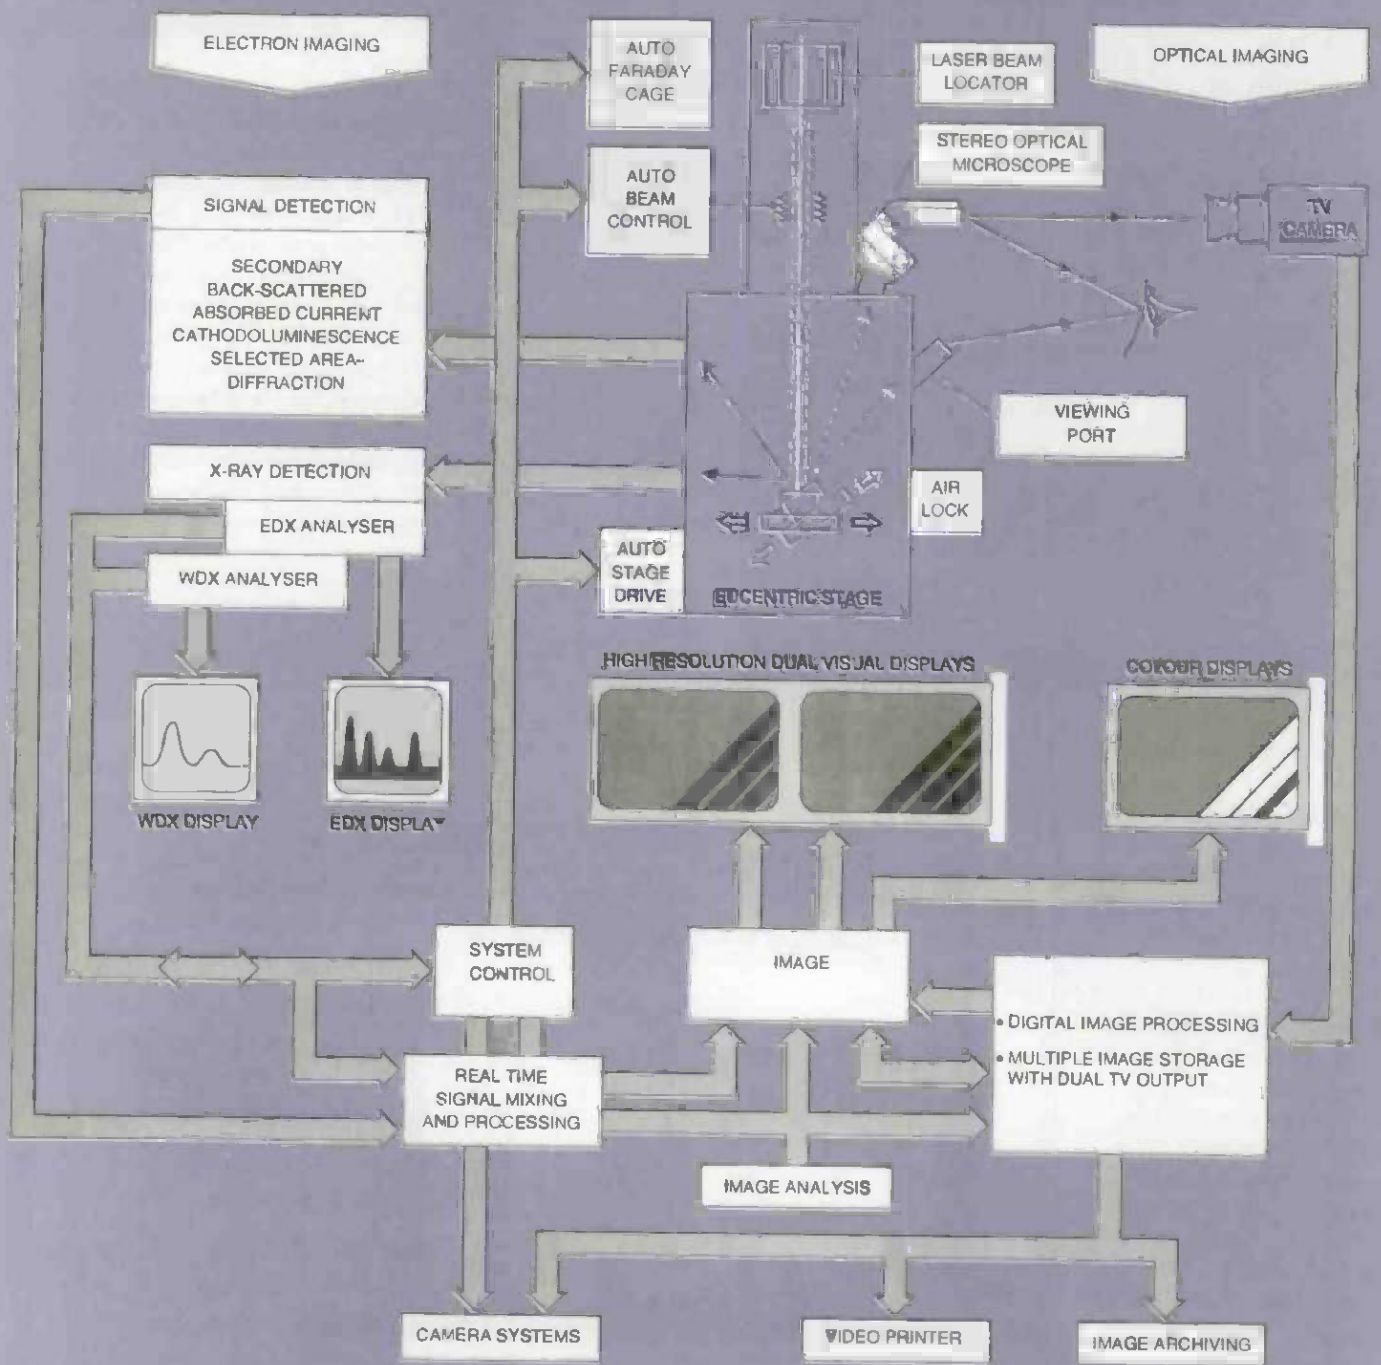 ELECTRON IMAGING
AUTO
FARADAY
CAGE
LASER BEAM
LOCATOR
OPTICAL IMAGING
STEREO OPTICAL
MICROSCOPE
AUTO
BEAM
CONTROL
TV
CAMERA
SIGNAL DETECTION
SECONDARY
BACK-SCATTERED
ABSORBED CURRENT
CATHODOLUMINESCENCE
SELECTED AREA-
DIFFRACTION
VIEWING
PORT
X-RAY DETECTION
EDX ANALYSER
WDX ANALYSER
AIR
LOCK
AUTO
STAGE
DRIVE
EUCENTRIC STAGE
HIGH RESOLUTION DUAL VISUAL DISPLAYS
COLOUR DISPLAYS
WDX DISPLAY
EDX DISPLAY
SYSTEM
CONTROL
IMAGE
• DIGITAL IMAGE PROCESSING
• MULTIPLE IMAGE STORAGE
WITH DUAL TV OUTPUT
REAL TIME
SIGNAL MIXING
AND PROCESSING
IMAGE ANALYSIS
CAMERA SYSTEMS
VIDEO PRINTER
IMAGE ARCHIVING